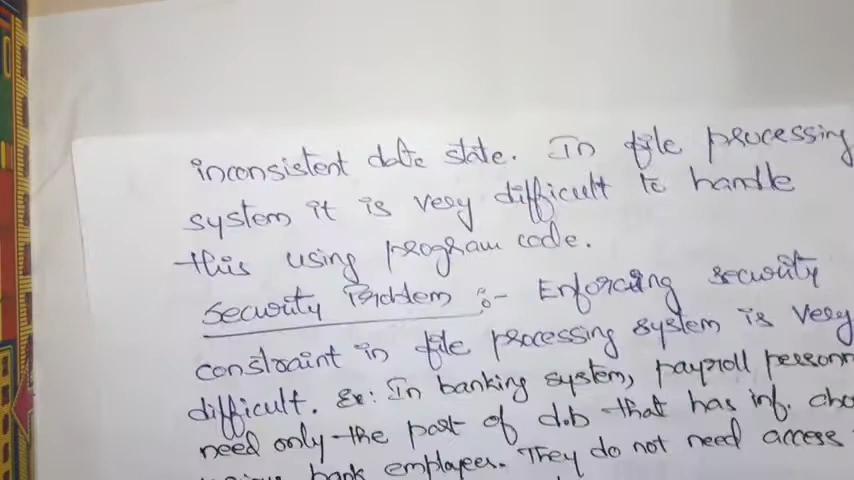 inconsistent date state. In file processing
system it is very difficult to handle
this using program code.
Security Problem :- Enforcing security
constraint in file processing system is very
difficult. Ex: In banking system, payroll personn
need only the part of d.b that has inf. abo
bank employees. They do not need access